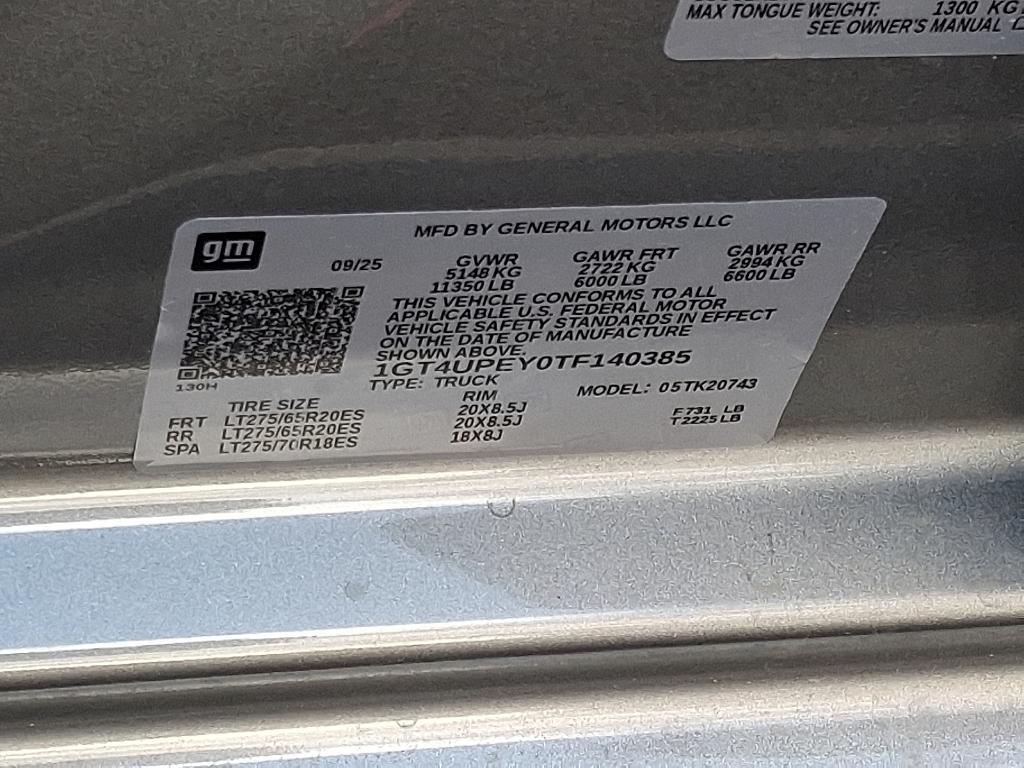 MAX TONGUE WEIGHT: 1300 KG
SEE OWNER'S MANUAL
gm
MFD BY GENERAL MOTORS LLC
09/25
GVWR GAWR FRT GAWR RR
5148 KG 2722 KG 2994 KG
11350 LB 6000 LB 6600 LB
THIS VEHICLE CONFORMS TO ALL
APPLICABLE U.S. FEDERAL MOTOR
VEHICLE SAFETY STANDARDS IN EFFECT
ON THE DATE OF MANUFACTURE
SHOWN ABOVE.
1GT4UPEY0TF140385
130H
TYPE: TRUCK MODEL: 05TK20743
TIRE SIZE RIM
FRT LT275/65R20ES 20X8.5J F 731 LB
RR LT275/65R20ES 20X8.5J T 2225 LB
SPA LT275/70R18ES 18X8J